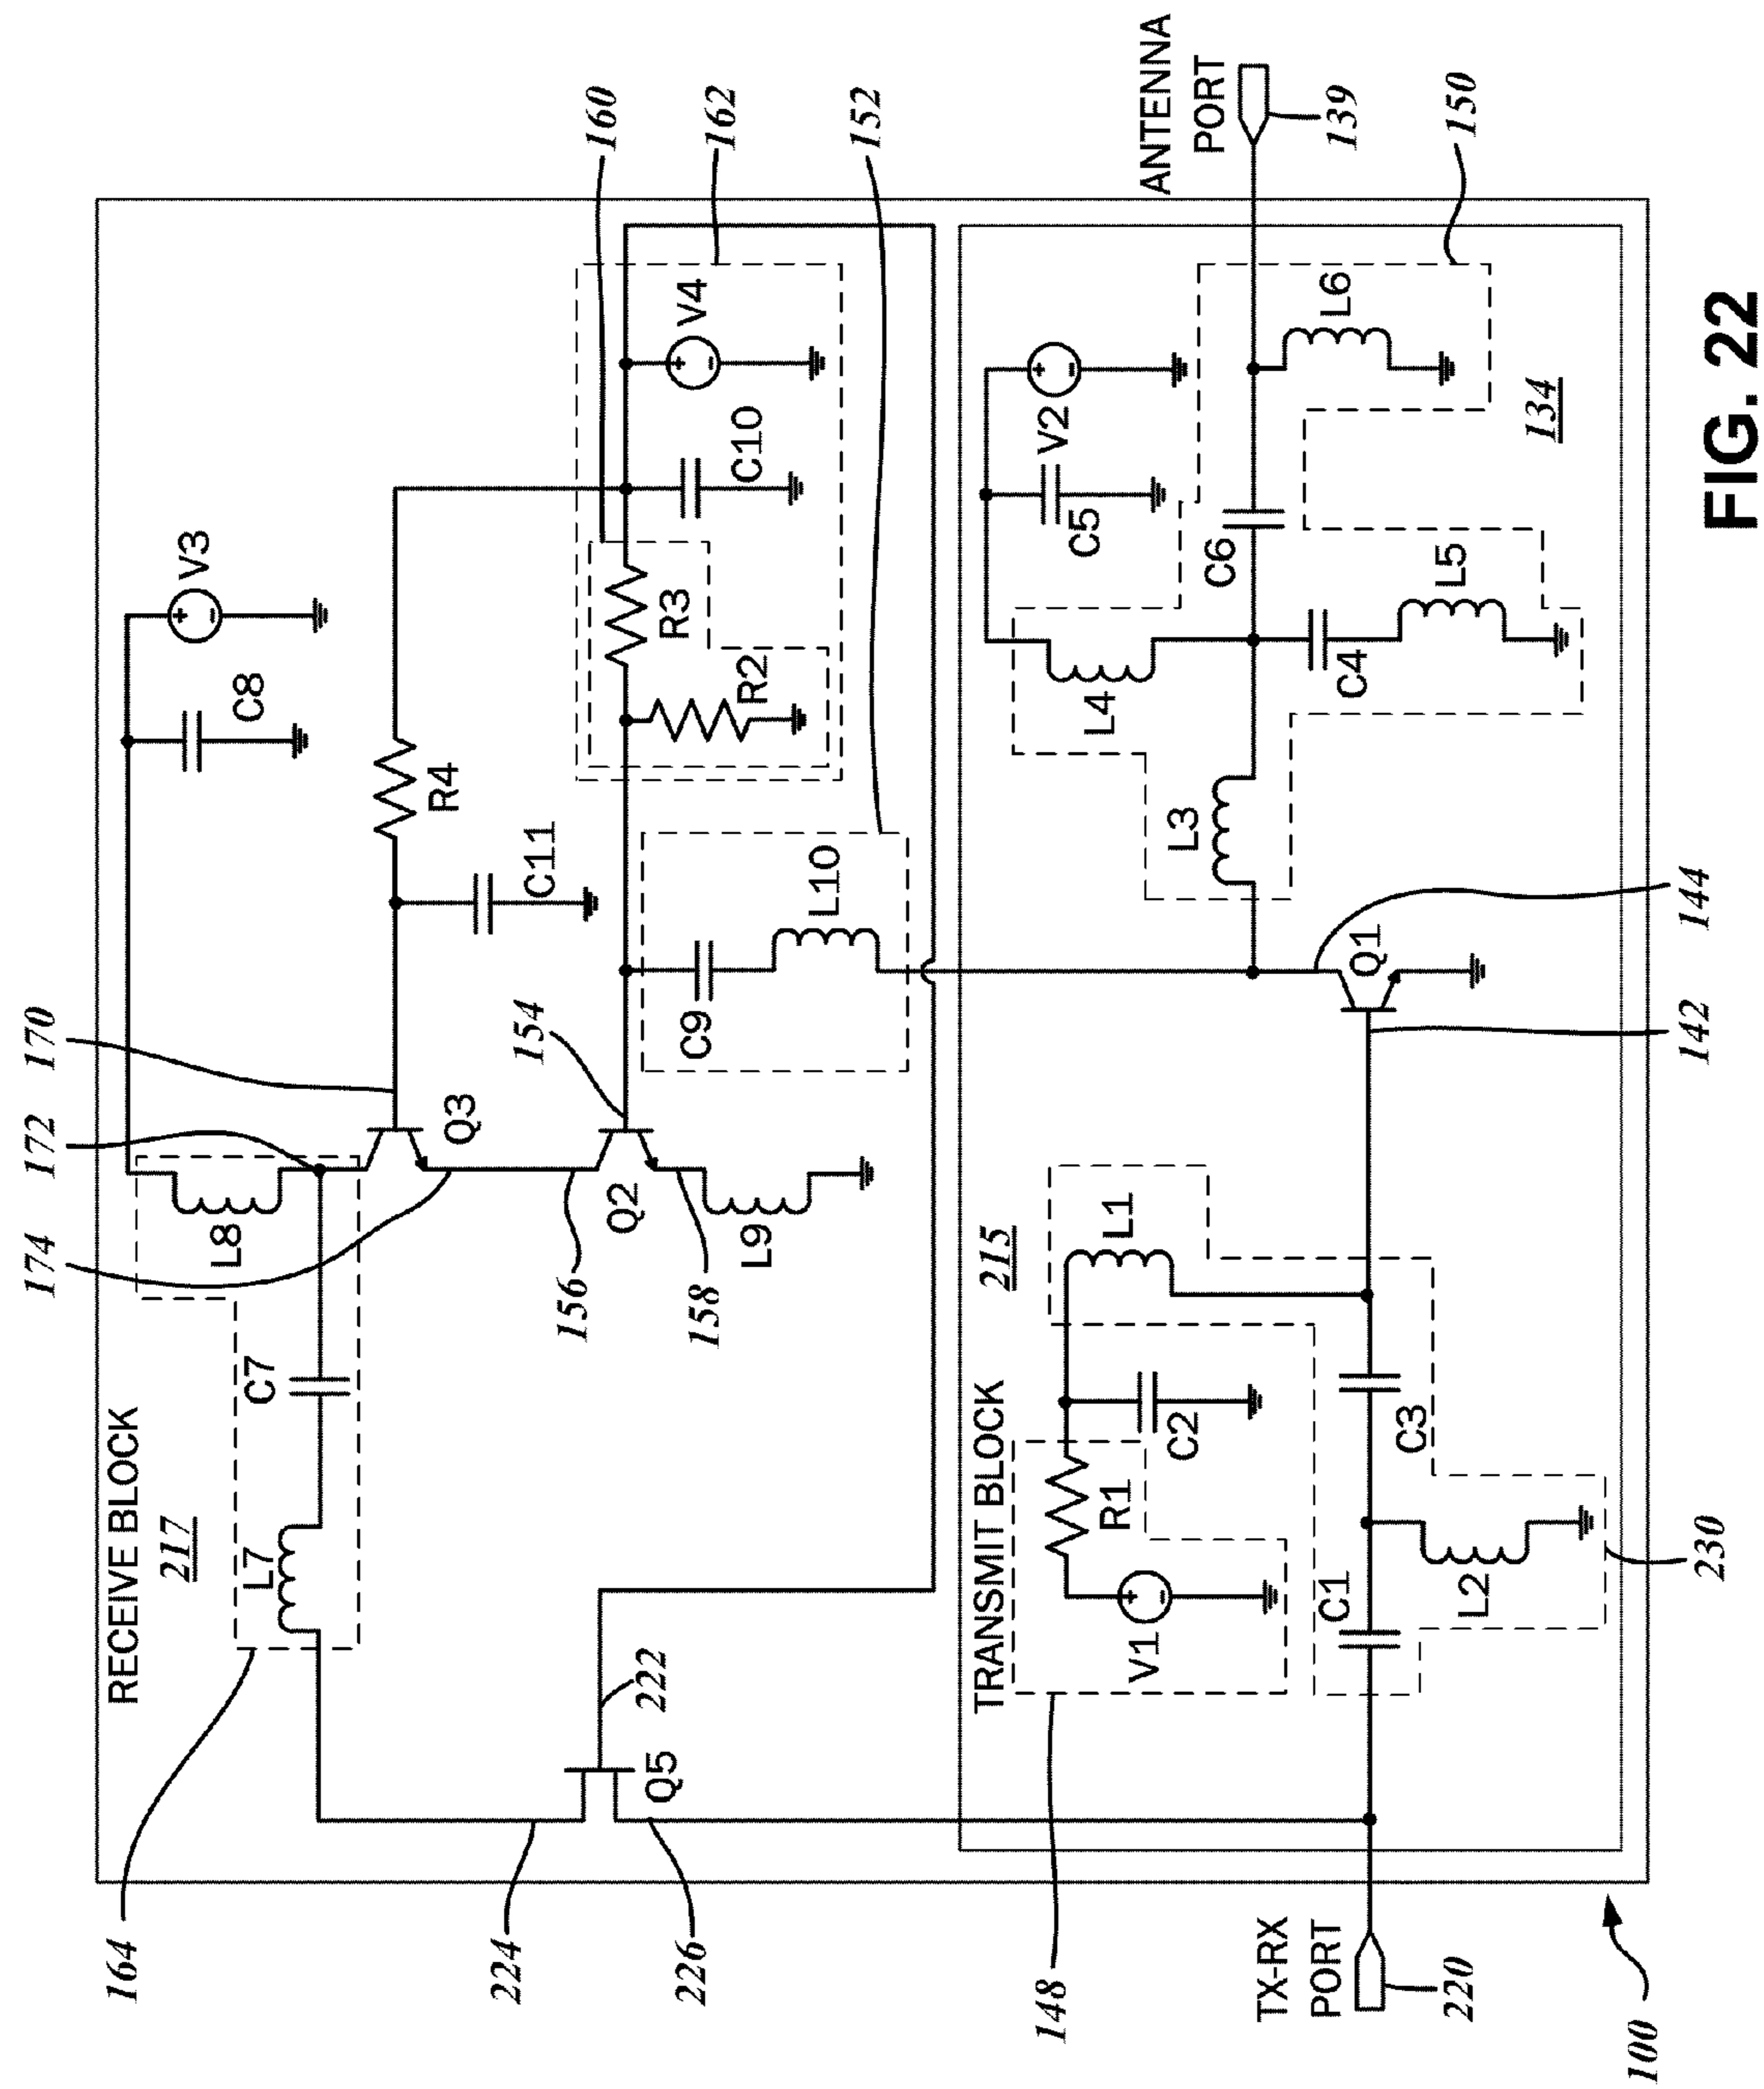 RECEIVE BLOCK
217
164
L7
C7
L8
174
172
170
Q3
R4
C11
C8
V3
224
226
222
Q5
156
Q2
158
L9
154
C9
L10
R2
R3
C10
V4
160
162
152
TRANSMIT BLOCK
215
148
V1
R1
C2
L1
C1
L2
C3
230
142
Q1
144
L3
L4
C5
V2
C6
C4
L5
L6
134
150
ANTENNA
PORT
139
TX-RX
PORT
220
100
FIG. 22